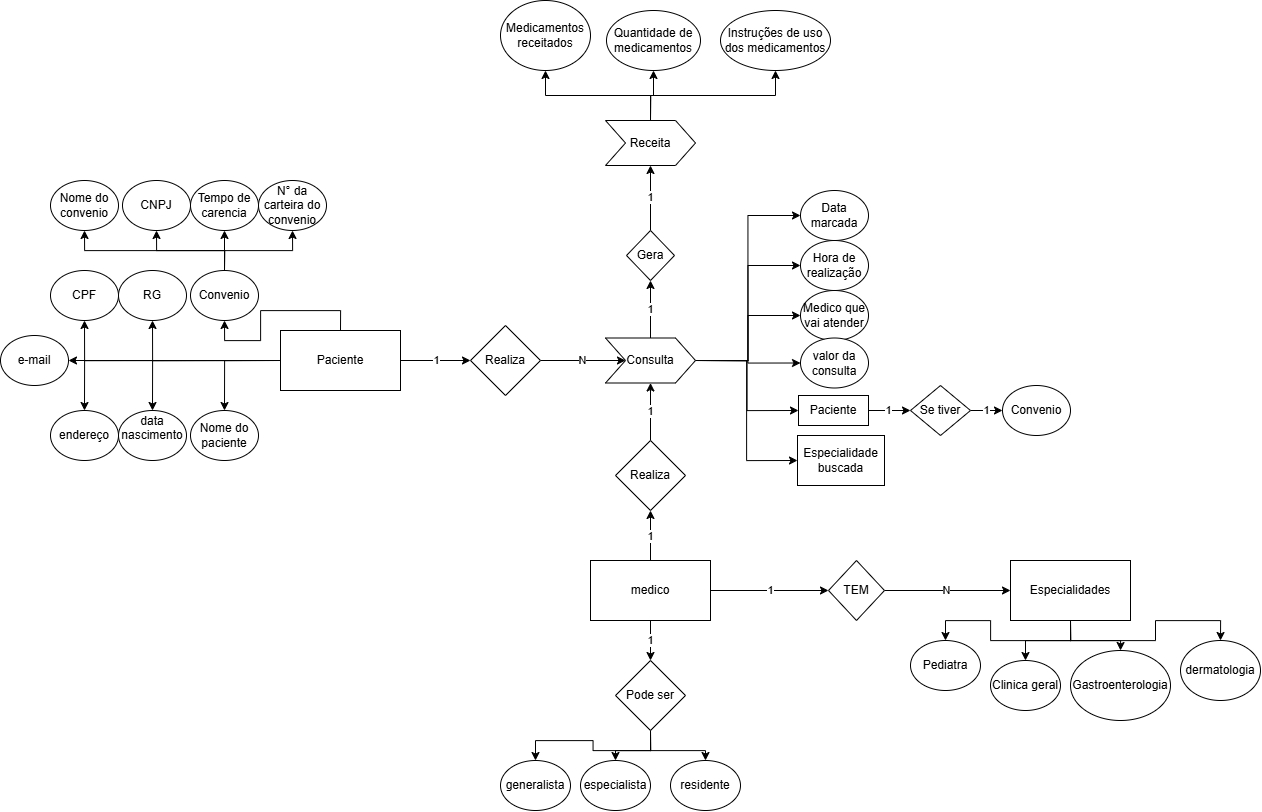 Medicamentos
receitados
Quantidade de
medicamentos
Instruções de uso
dos medicamentos
Receita
1
Gera
1
Nome do
convenio
CNPJ
Tempo de
carencia
N° da
carteira do
convenio
CPF
RG
Convenio
e-mail
Paciente
1
Realiza
N
Consulta
endereço
data
nascimento
Nome do
paciente
Data
marcada
Hora de
realização
Medico que
vai atender
valor da
consulta
Paciente
1
Se tiver
1
Convenio
Especialidade
buscada
1
Realiza
1
medico
1
TEM
N
Especialidades
Pediatra
Clinica geral
Gastroenterologia
dermatologia
1
Pode ser
generalista
especialista
residente